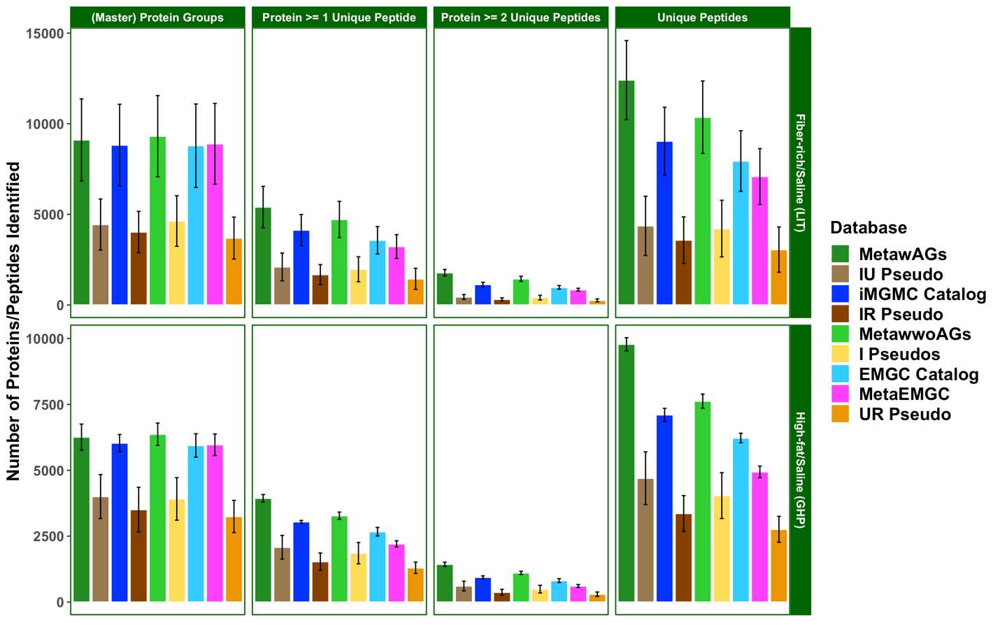 (Master) Protein Groups
Protein >= 1 Unique Peptide
Protein >= 2 Unique Peptides
Unique Peptides
Number of Proteins/Peptides Identified
15000
10000
5000
0
Fiber-rich/Saline (LIT)
10000
7500
5000
2500
0
High-fat/Saline (GHP)
Database
MetawAGs
IU Pseudo
iMGMC Catalog
IR Pseudo
MetawwoAGs
I Pseudos
EMGC Catalog
MetaEMGC
UR Pseudo